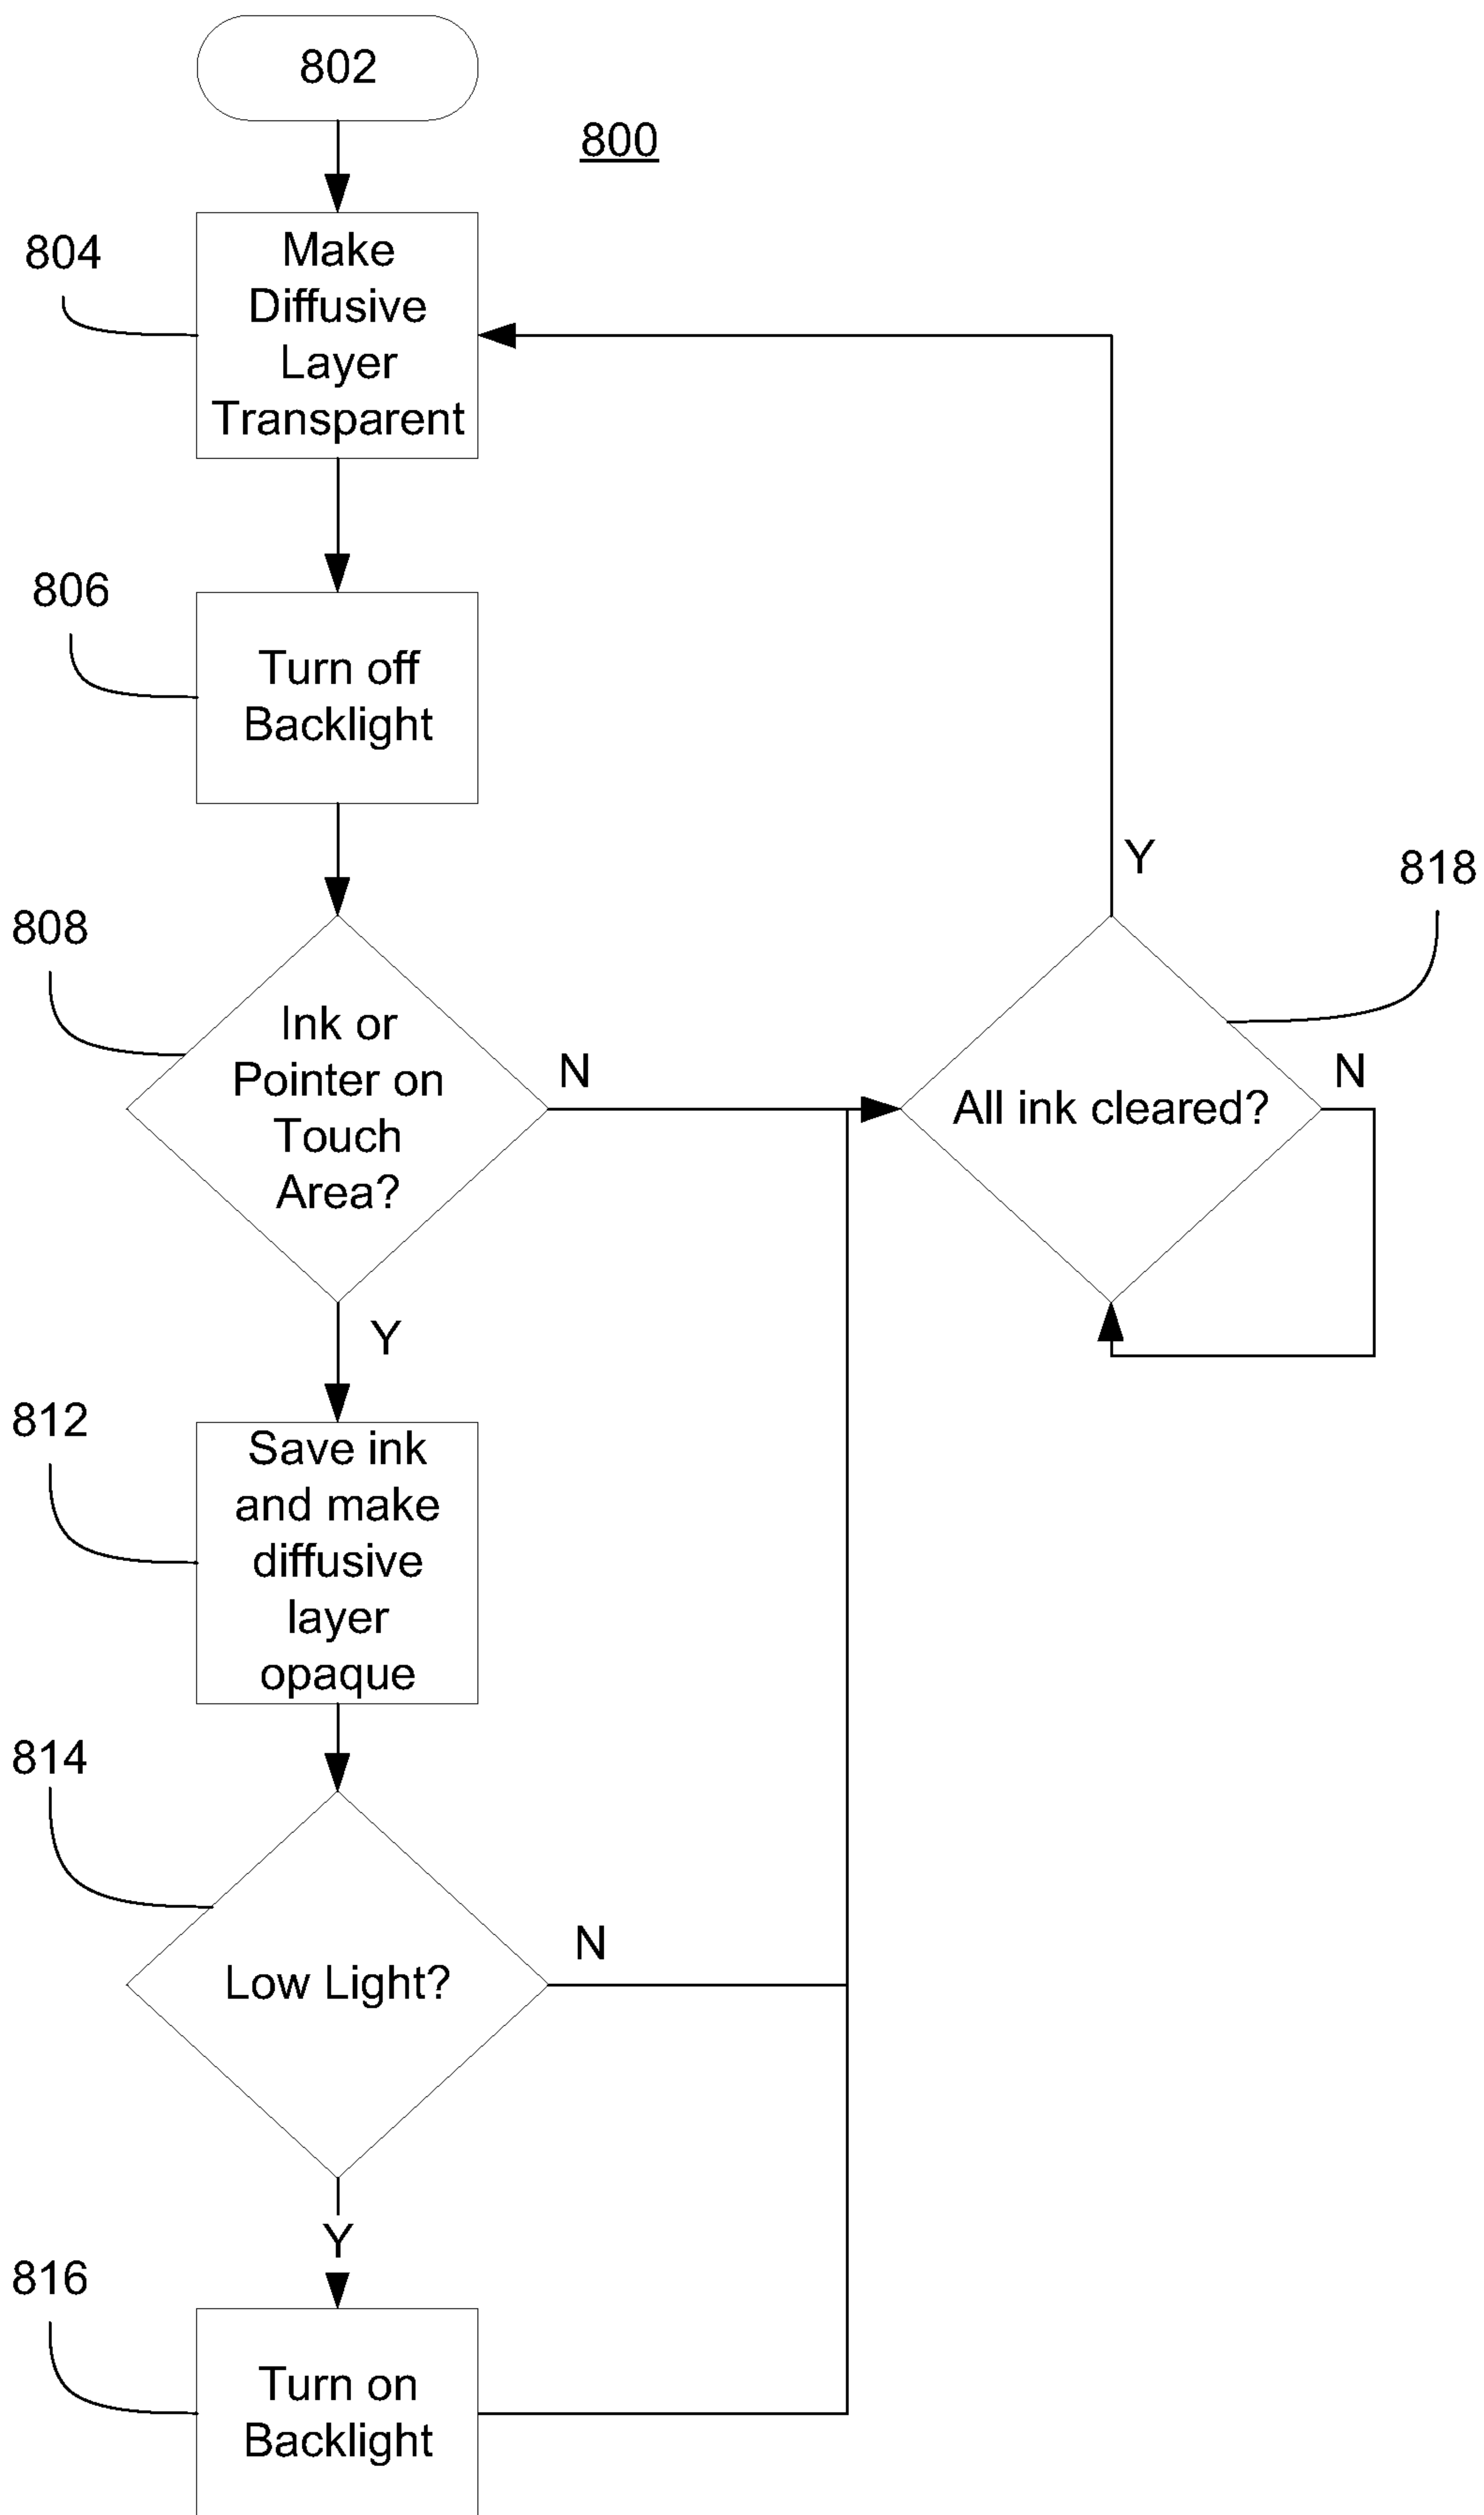 802
800
804
Make
Diffusive
Layer
Transparent
806
Turn off
Backlight
Y
818
808
Ink or
Pointer on
Touch
Area?
N
All ink cleared?
N
Y
812
Save ink
and make
diffusive
layer
opaque
814
Low Light?
N
Y
816
Turn on
Backlight